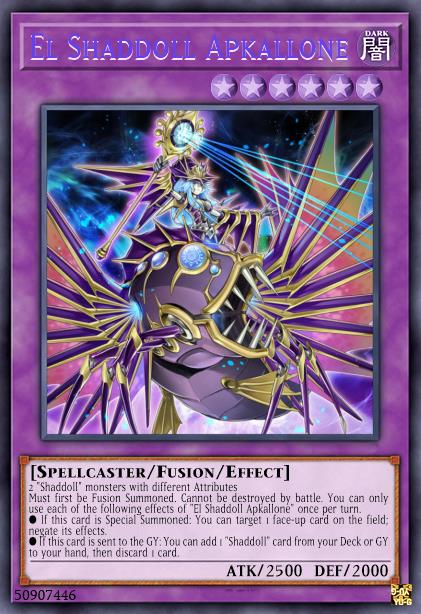 El Shaddoll Apkallone
DARK
闇
[Spellcaster/Fusion/Effect]
2 "Shaddoll" monsters with different Attributes
Must first be Fusion Summoned. Cannot be destroyed by battle. You can only
use each of the following effects of "El Shaddoll Apkallone" once per turn.
● If this card is Special Summoned: You can target 1 face-up card on the field;
negate its effects.
● If this card is sent to the GY: You can add 1 "Shaddoll" card from your Deck or GY
to your hand, then discard 1 card.
ATK/2500 DEF/2000
50907446